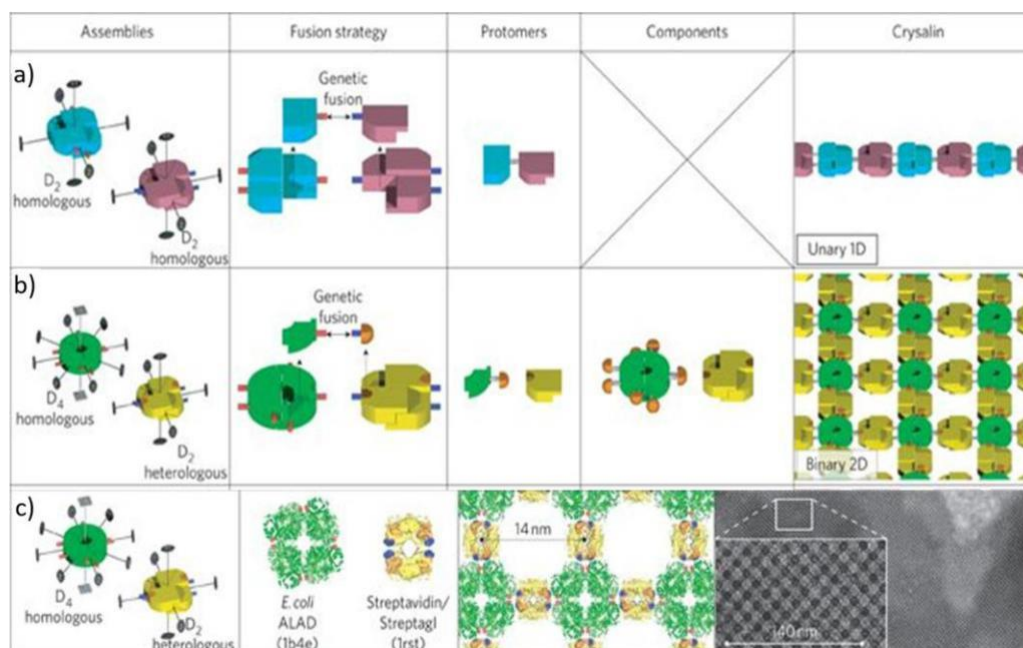 Assemblies Fusion strategy Protomers Components Crysalin
a)
D2
homologous
D2
homologous
Genetic
fusion
Unary 1D
b)
D4
homologous
D2
heterologous
Genetic
fusion
Binary 2D
c)
D4
homologous
D2
heterologous
E.coli
ALAD
(1b4e)
Streptavidin/
StreptagI
(1rst)
14 nm
140 nm